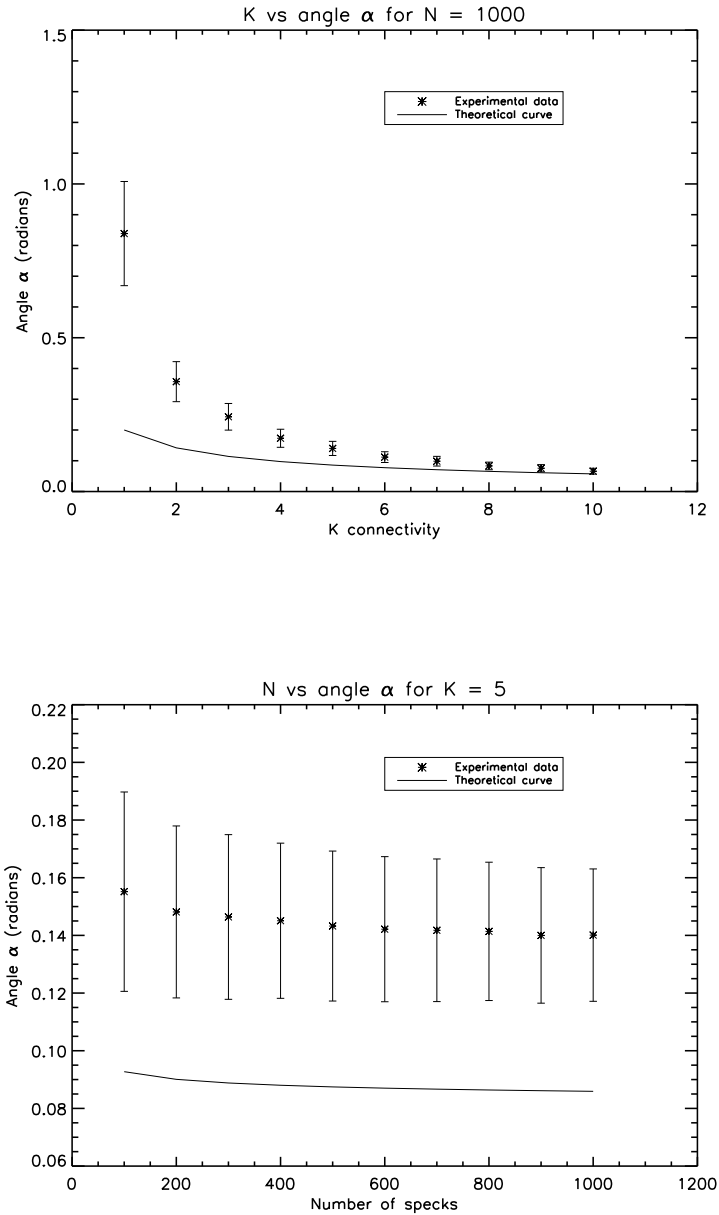 K vs angle α for N = 1000
1.5
1.0
0.5
0.0
Angle α (radians)
Experimental data
Theoretical curve
0 2 4 6 8 10 12
K connectivity
N vs angle α for K = 5
0.22
0.20
0.18
0.16
0.14
0.12
0.10
0.08
0.06
Angle α (radians)
Experimental data
Theoretical curve
0 200 400 600 800 1000 1200
Number of specks